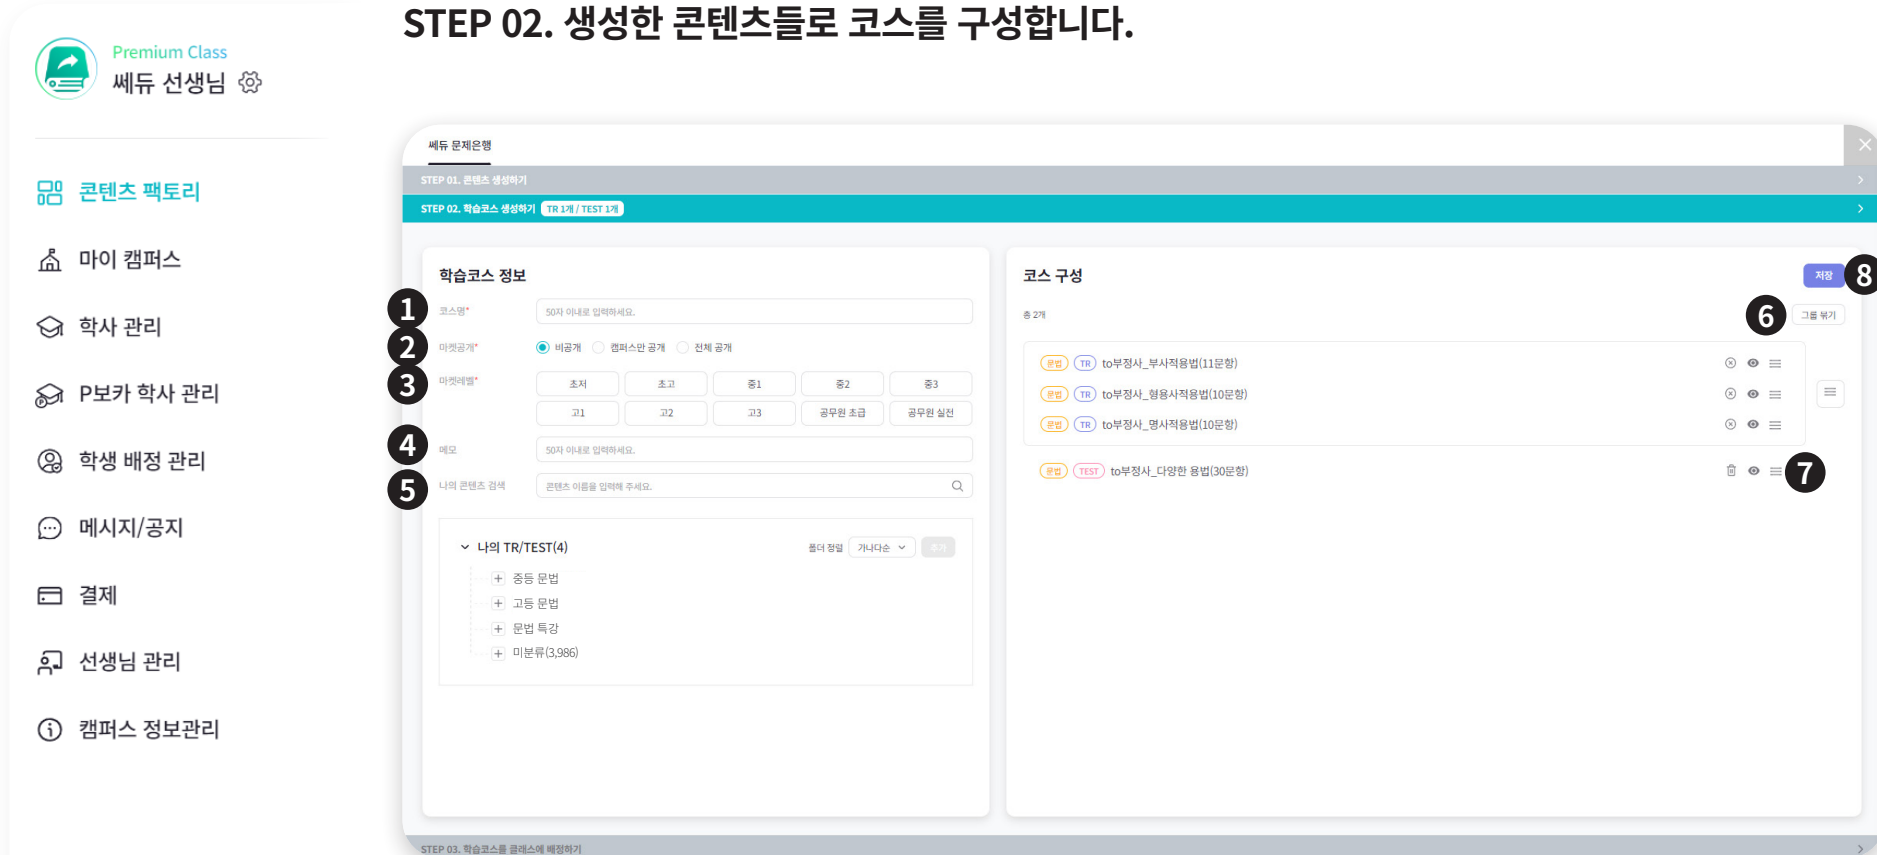 STEP 02. 생성한 콘텐츠들로 코스를 구성합니다.
Premium Class
쎄듀 선생님
콘텐츠 팩토리
마이 캠퍼스
학사 관리
P보카 학사 관리
학생 배정 관리
메시지/공지
결제
선생님 관리
캠퍼스 정보관리
쎄듀 문제은행
STEP 01. 콘텐츠 생성하기
STEP 02. 학습코스 생성하기 TR 1개 / TEST 1개
학습코스 정보
1 코스명* 50자 이내로 입력하세요.
2 마켓공개* 비공개 캠퍼스만 공개 전체 공개
3 마켓레벨* 초저 초고 중1 중2 중3
고1 고2 고3 공무원 초급 공무원 실전
4 메모 50자 이내로 입력하세요.
5 나의 콘텐츠 검색 콘텐츠 이름을 입력해 주세요.
나의 TR/TEST(4) 폴더 정렬 가나다순 추가
중등 문법
고등 문법
문법 특강
미분류(3,986)
코스 구성 저장 8
총 2개 6 그룹 묶기
문법 TR to부정사_부사적용법(11문항)
문법 TR to부정사_형용사적용법(10문항)
문법 TR to부정사_명사적용법(10문항)
문법 TEST to부정사_다양한 용법(30문항) 7
STEP 03. 학습코스를 클래스에 배정하기